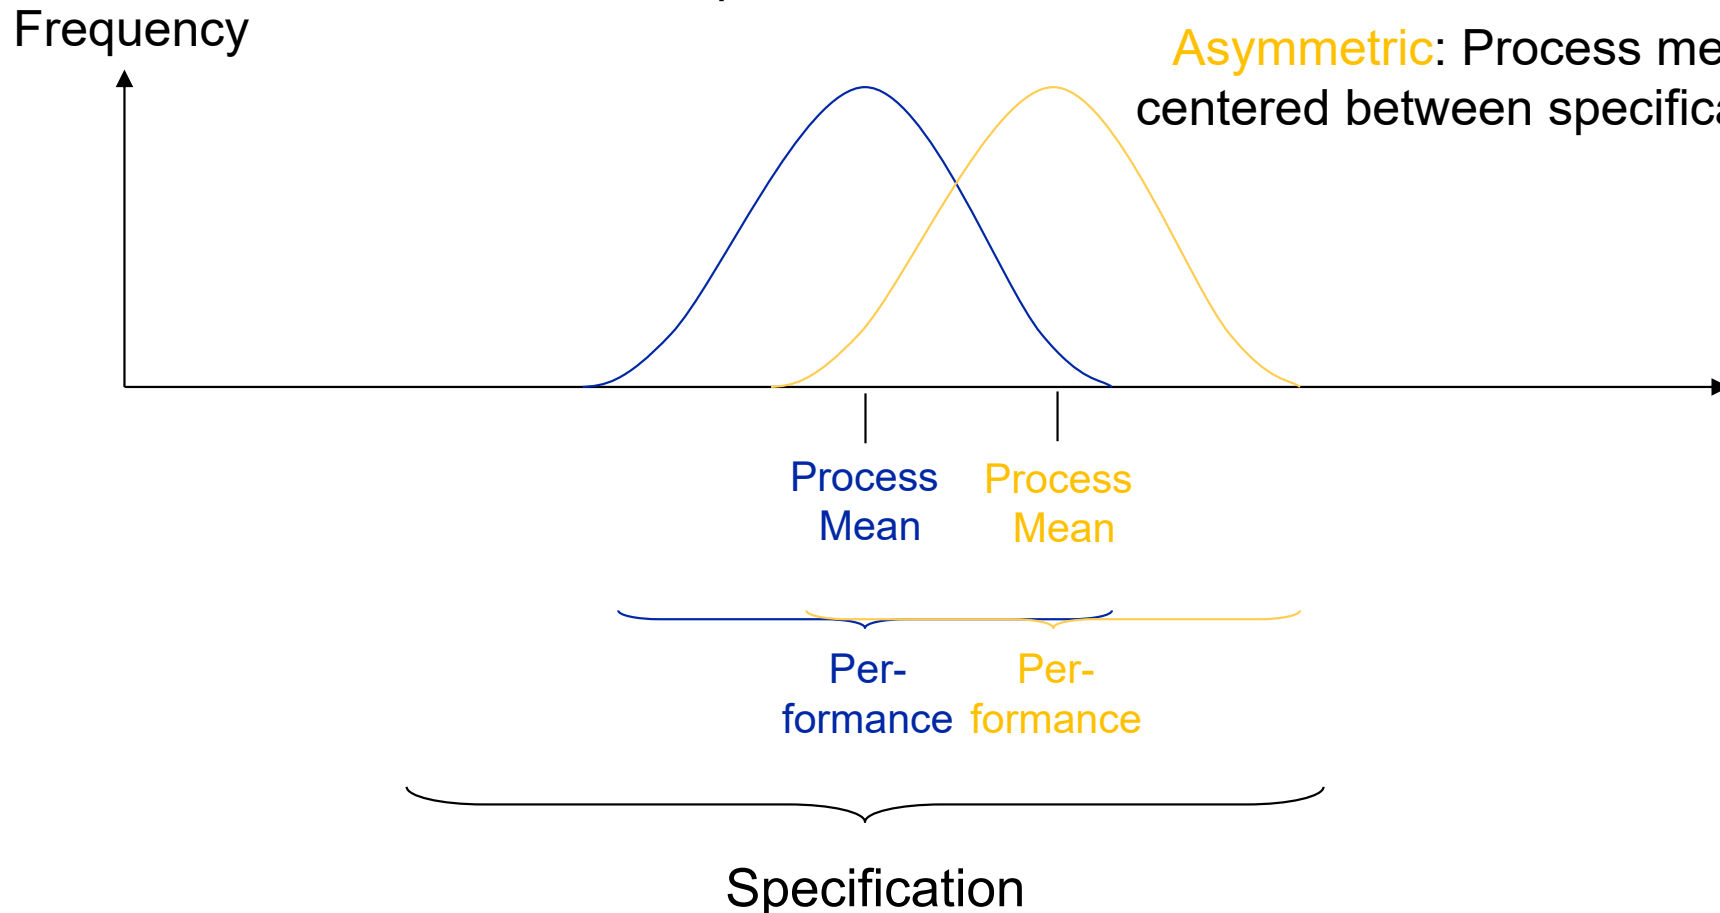 Frequency
Asymmetric: Process me
centered between specifica
Process
Mean
Process
Mean
Per-
formance
Per-
formance
Specification